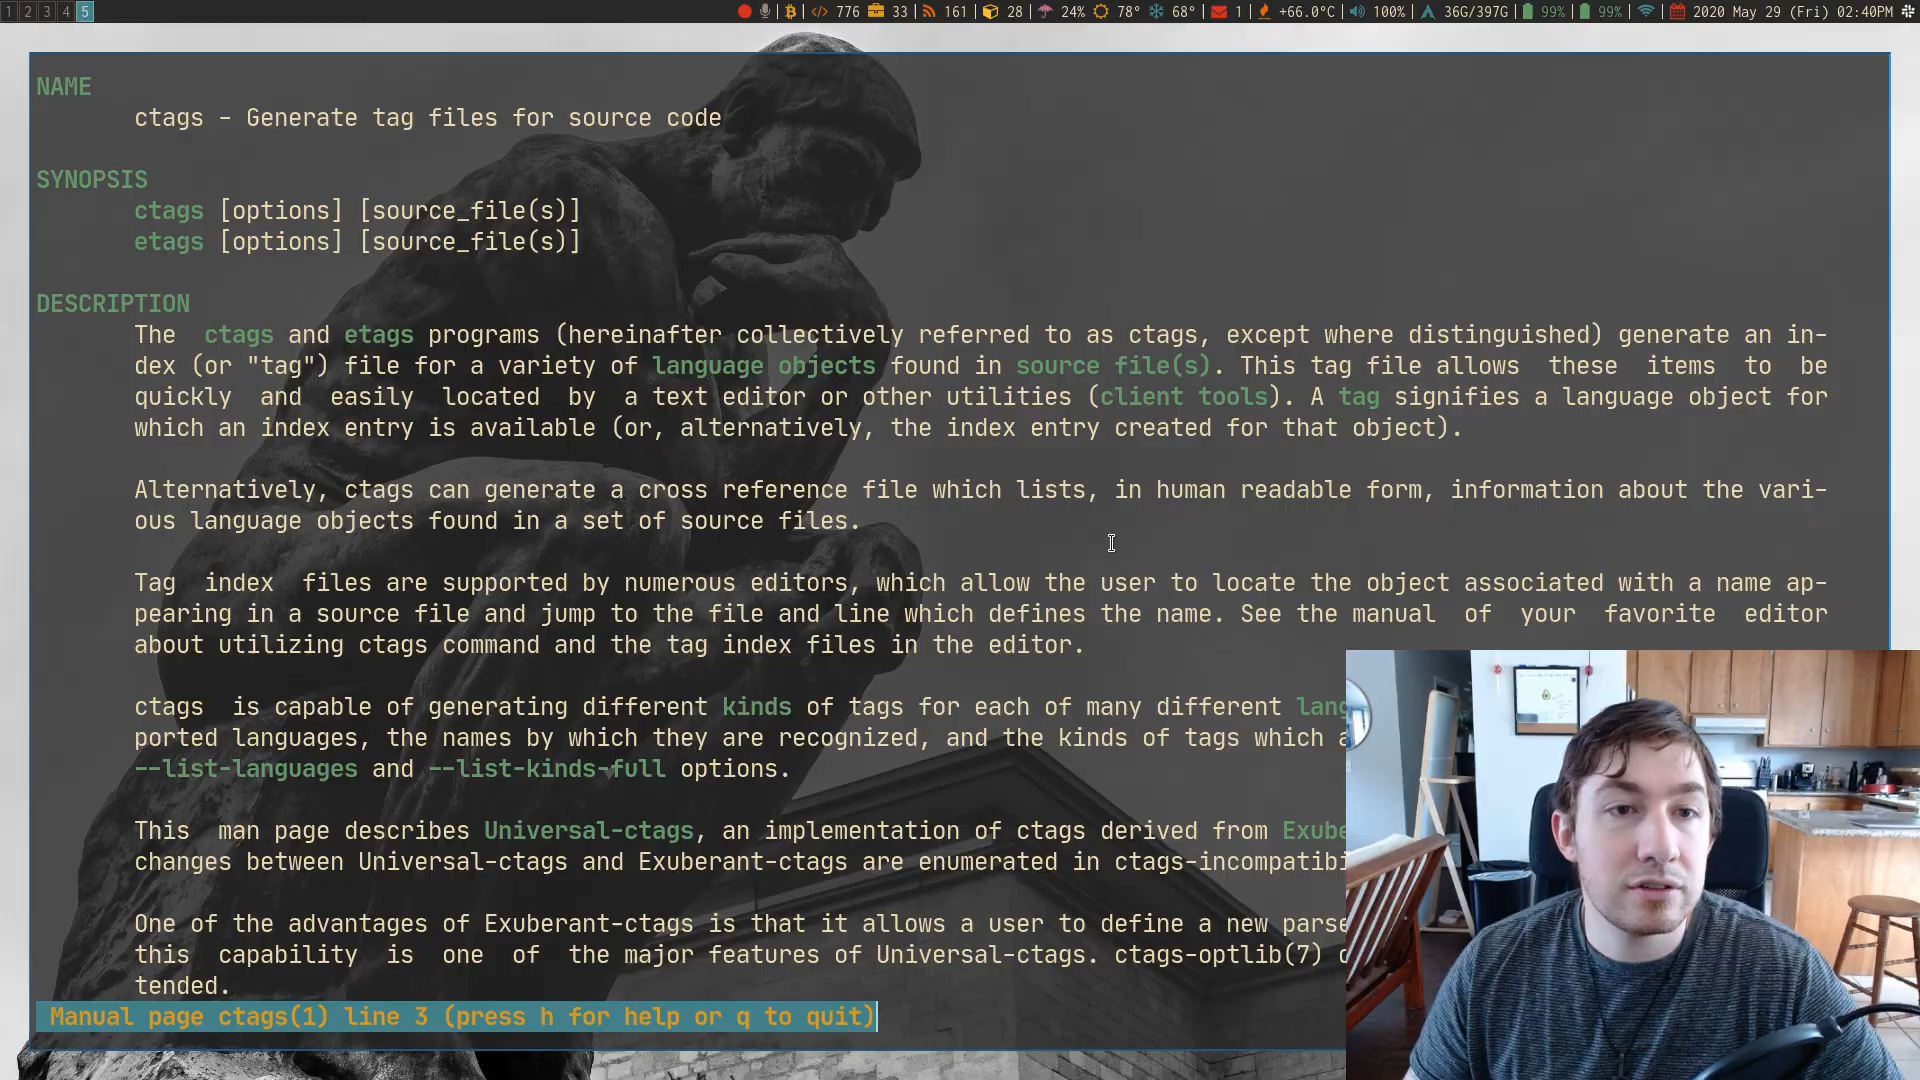 1 2 3 4 5 776 33 161 28 24% 78° 68° 1 +66.0°C 100% 36G/397G 99% 99% 2020 May 29 (Fri) 02:40PM
NAME
ctags - Generate tag files for source code
SYNOPSIS
ctags [options] [source_file(s)]
etags [options] [source_file(s)]
DESCRIPTION
The ctags and etags programs (hereinafter collectively referred to as ctags, except where distinguished) generate an in-
dex (or "tag") file for a variety of language objects found in source file(s). This tag file allows these items to be
quickly and easily located by a text editor or other utilities (client tools). A tag signifies a language object for
which an index entry is available (or, alternatively, the index entry created for that object).
Alternatively, ctags can generate a cross reference file which lists, in human readable form, information about the vari-
ous language objects found in a set of source files.
Tag index files are supported by numerous editors, which allow the user to locate the object associated with a name ap-
pearing in a source file and jump to the file and line which defines the name. See the manual of your favorite editor
about utilizing ctags command and the tag index files in the editor.
ctags is capable of generating different kinds of tags for each of many different lang
ported languages, the names by which they are recognized, and the kinds of tags which a
--list-languages and --list-kinds-full options.
This man page describes Universal-ctags, an implementation of ctags derived from Exube
changes between Universal-ctags and Exuberant-ctags are enumerated in ctags-incompatibi
One of the advantages of Exuberant-ctags is that it allows a user to define a new parse
this capability is one of the major features of Universal-ctags. ctags-optlib(7)
tended.
Manual page ctags(1) line 3 (press h for help or q to quit)